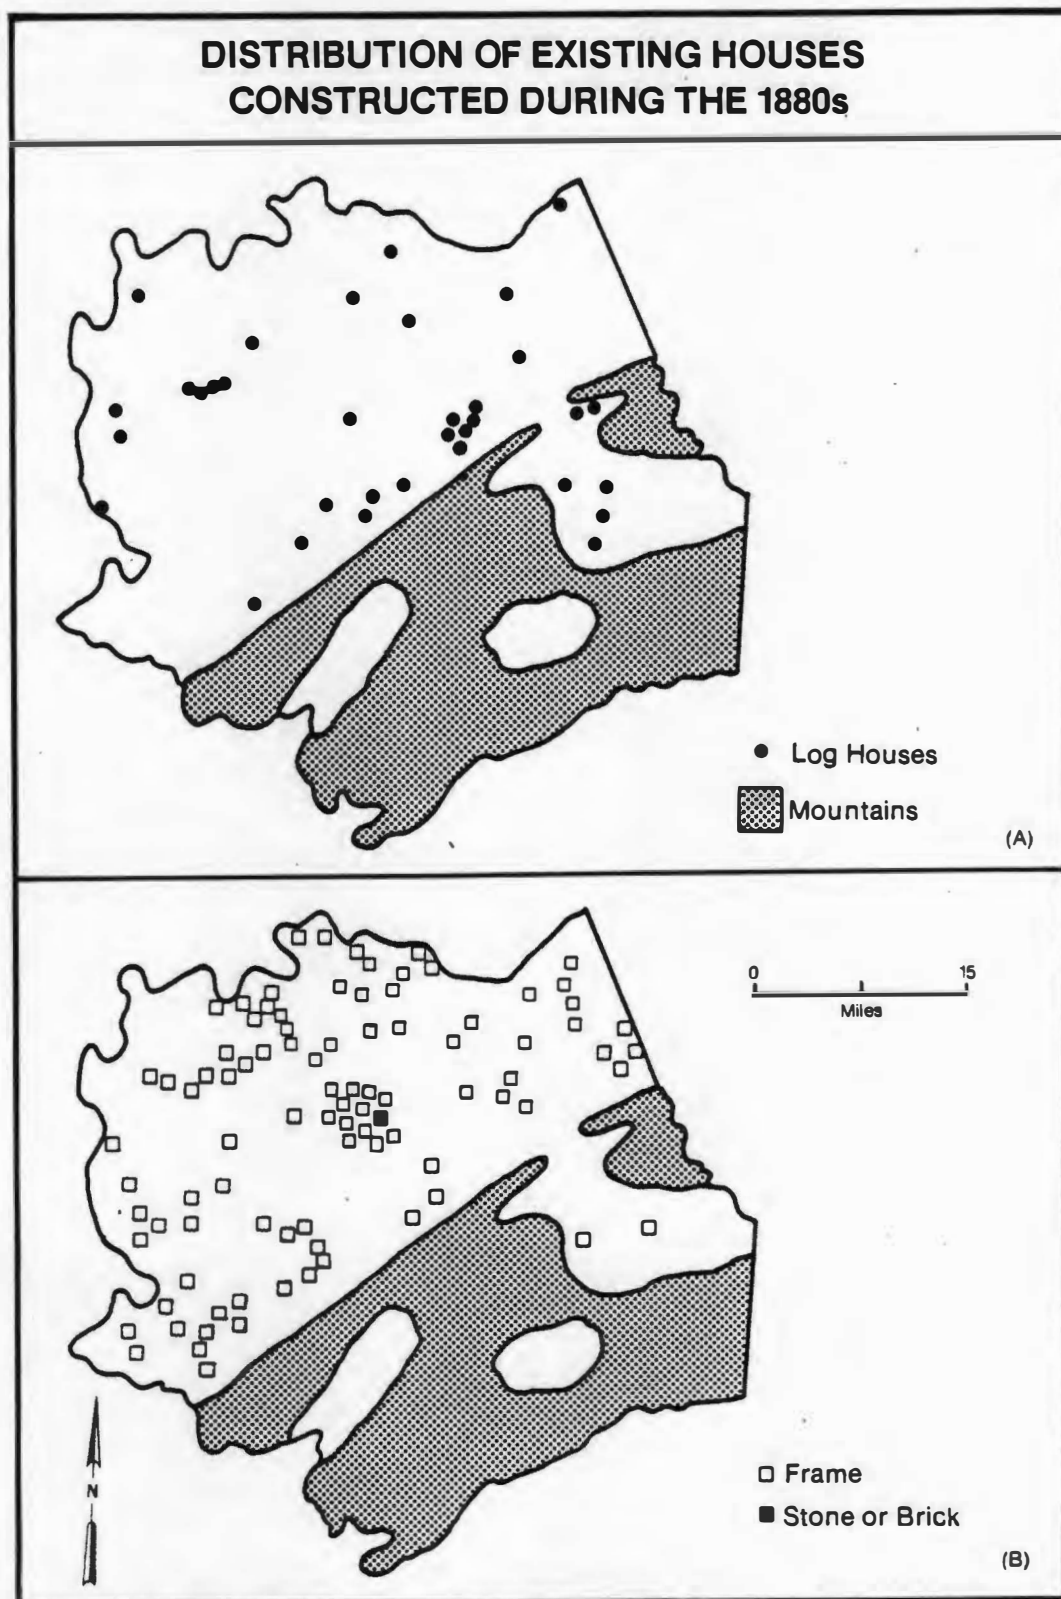 DISTRIBUTION OF EXISTING HOUSES
CONSTRUCTED DURING THE 1880s
Log Houses
Mountains
(A)
0 15
Miles
N
Frame
Stone or Brick
(B)